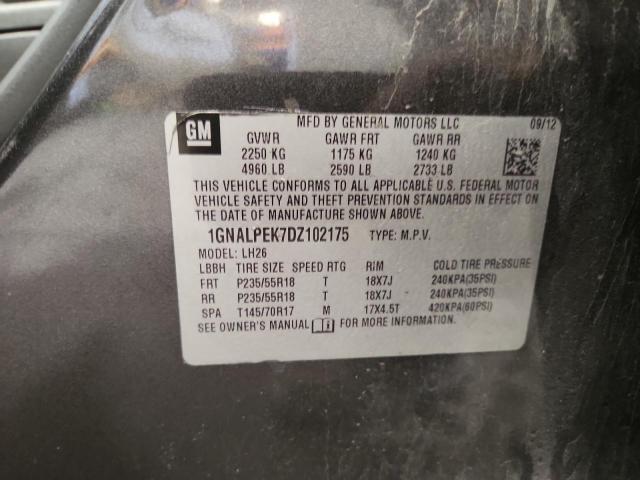 GM
MFD BY GENERAL MOTORS LLC 09/12
GVWR GAWR FRT GAWR RR
2250 KG 1175 KG 1240 KG
4960 LB 2590 LB 2733 LB
THIS VEHICLE CONFORMS TO ALL APPLICABLE U.S. FEDERAL MOTOR
VEHICLE SAFETY AND THEFT PREVENTION STANDARDS IN EFFECT ON
THE DATE OF MANUFACTURE SHOWN ABOVE.
1GNALPEK7DZ102175 TYPE: M.P.V.
MODEL: LH26
LBBH TIRE SIZE SPEED RTG RIM COLD TIRE PRESSURE
FRT P235/55R18 T 18X7J 240KPA(35PSI)
RR P235/55R18 T 18X7J 240KPA(35PSI)
SPA T145/70R17 M 17X4.5T 420KPA(60PSI)
SEE OWNER'S MANUAL FOR MORE INFORMATION.